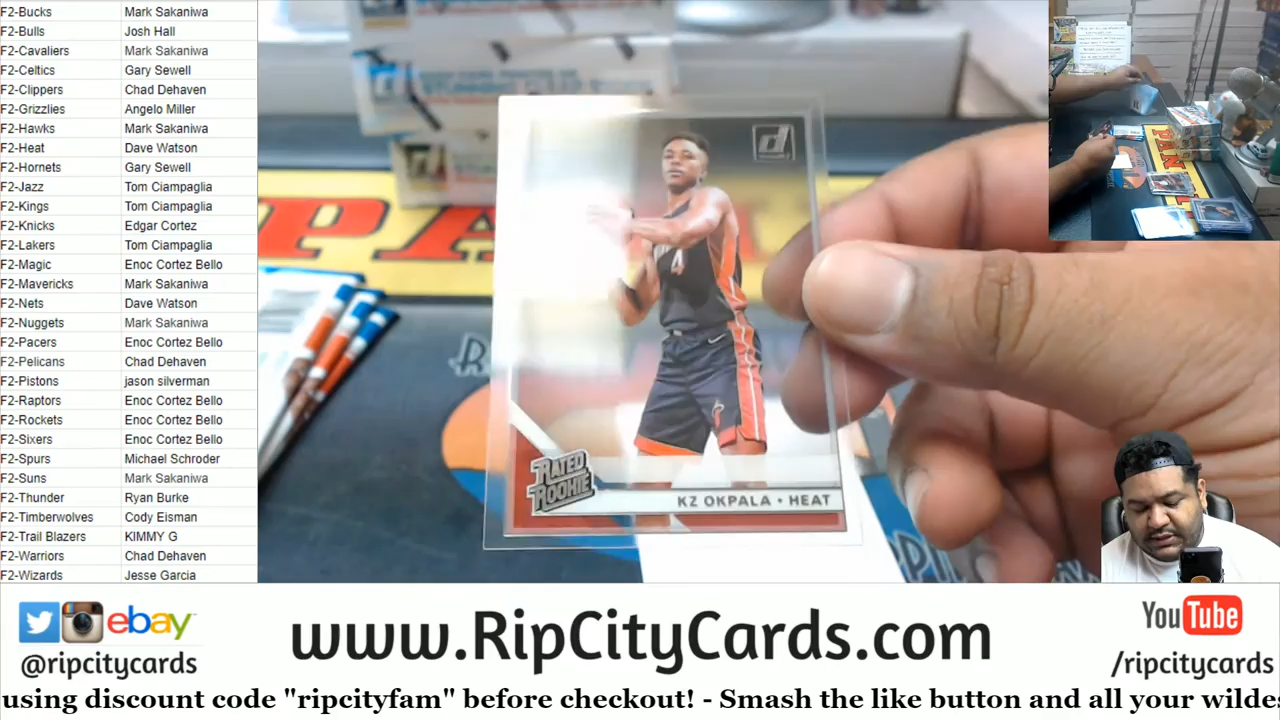 F2-Bucks Mark Sakaniwa
F2-Bulls Josh Hall
F2-Cavaliers Mark Sakaniwa
F2-Celtics Gary Sewell
F2-Clippers Chad Dehaven
F2-Grizzlies Angelo Miller
F2-Hawks Mark Sakaniwa
F2-Heat Dave Watson
F2-Hornets Gary Sewell
F2-Jazz Tom Ciampaglia
F2-Kings Tom Ciampaglia
F2-Knicks Edgar Cortez
F2-Lakers Tom Ciampaglia
F2-Magic Enoc Cortez Bello
F2-Mavericks Mark Sakaniwa
F2-Nets Dave Watson
F2-Nuggets Mark Sakaniwa
F2-Pacers Enoc Cortez Bello
F2-Pelicans Chad Dehaven
F2-Pistons jason silverman
F2-Raptors Enoc Cortez Bello
F2-Rockets Enoc Cortez Bello
F2-Sixers Enoc Cortez Bello
F2-Spurs Michael Schroder
F2-Suns Mark Sakaniwa
F2-Thunder Ryan Burke
F2-Timberwolves Cody Eisman
F2-Trail Blazers KIMMY G
F2-Warriors Chad Dehaven
F2-Wizards Jesse Garcia
d
4
RATED
ROOKIE
KZ OKPALA • HEAT
PANINI
ebay
@ripcitycards
www.RipCityCards.com
YouTube
/ripcitycards
using discount code "ripcityfam" before checkout! - Smash the like button and all your wildes